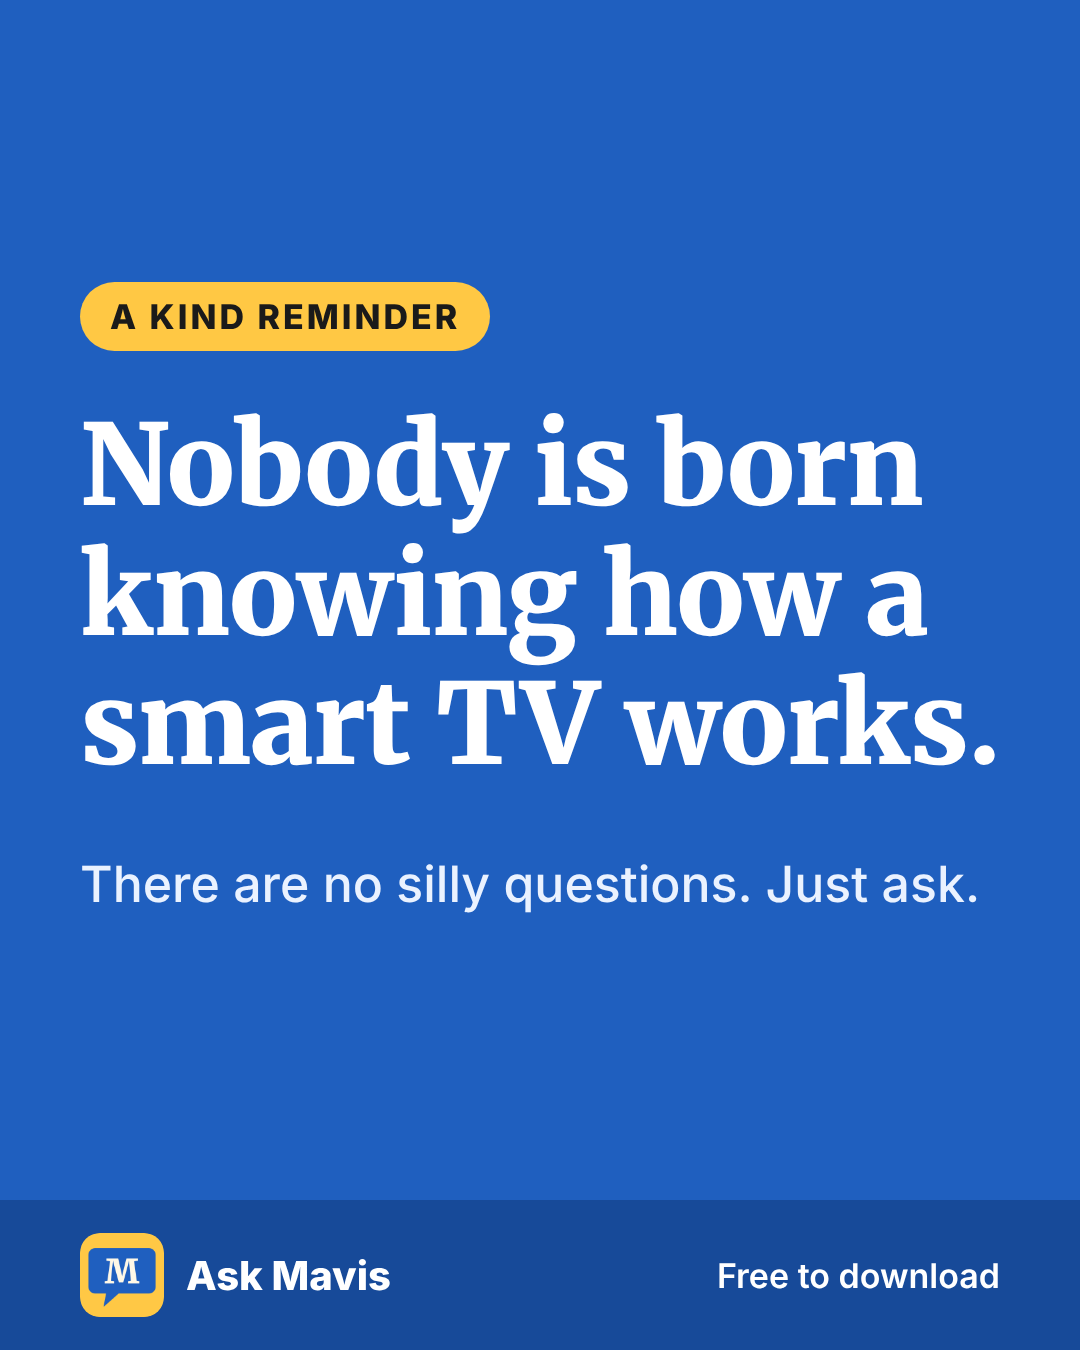 A KIND REMINDER
Nobody is born
knowing how a
smart TV works.
There are no silly questions. Just ask.
M
Ask Mavis
Free to download